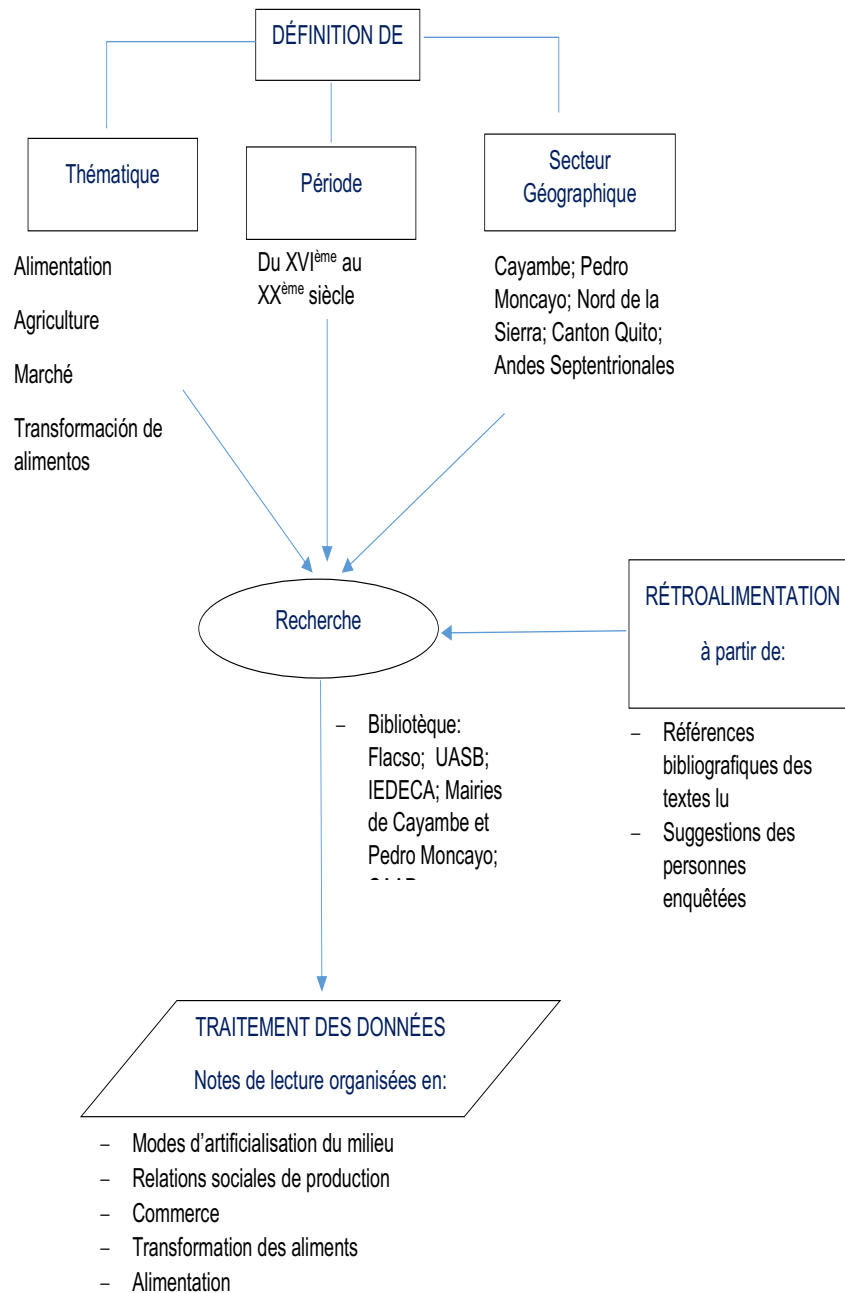 DÉFINITION DE
Thématique
Période
Secteur
Géographique
Alimentation
Agriculture
Marché
Transformación de
alimentos
Du XVIème au
XXème siècle
Cayambe; Pedro
Moncayo; Nord de la
Sierra; Canton Quito;
Andes Septentrionales
Recherche
RÉTROALIMENTATION
à partir de:
– Références
bibliografiques des
textes lu
– Suggestions des
personnes
enquêtées
– Bibliotèque:
Flacso; UASB;
IEDECA; Mairies
de Cayambe et
Pedro Moncayo;
TRAITEMENT DES DONNÉES
Notes de lecture organisées en:
– Modes d’artificialisation du milieu
– Relations sociales de production
– Commerce
– Transformation des aliments
– Alimentation